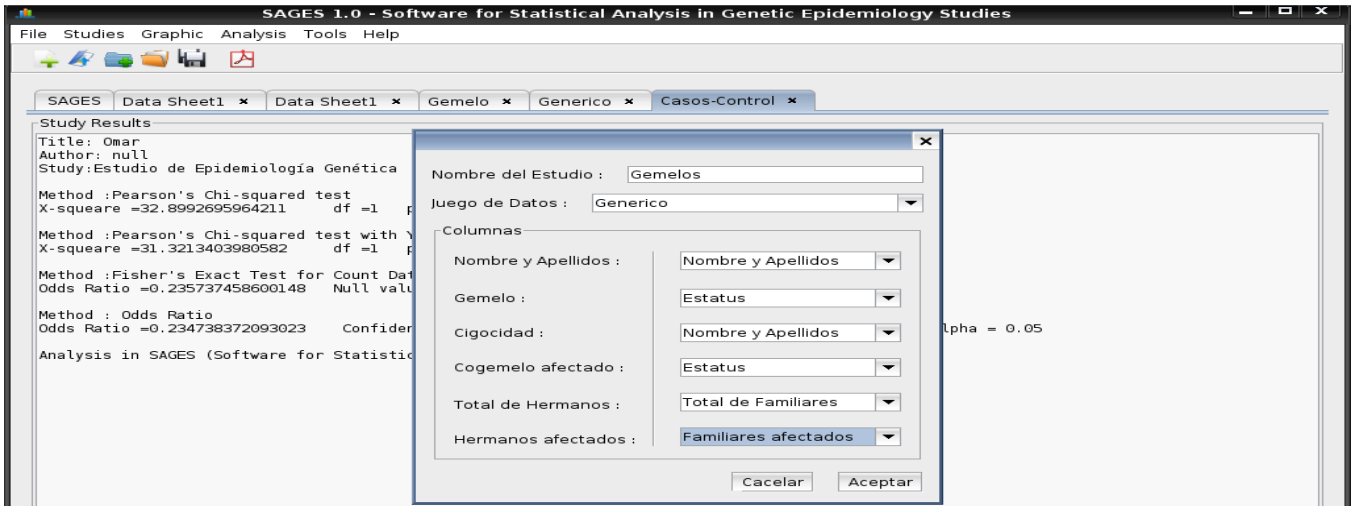 SAGES 1.0 - Software for Statistical Analysis in Genetic Epidemiology Studies
File Studies Graphic Analysis Tools Help
SAGES Data Sheet1 Data Sheet1 Gemelo Generico Casos-Control
Study Results
Title: Omar
Author: null
Study:Estudio de Epidemiología Genética
Method :Pearson's Chi-squared test
X-squeare =32.8992695964211 df =1
Method :Pearson's Chi-squared test with
X-squeare =31.3213403980582 df =1
Method :Fisher's Exact Test for Count
Odds Ratio =0.235737458600148 Null
Method : Odds Ratio
Odds Ratio =0.234738372093023
= 0.05
Analysis in SAGES (Software for
Nombre del Estudio : Gemelos
Juego de Datos : Generico
Columnas
Nombre y Apellidos : Nombre y Apellidos
Gemelo : Estatus
Cigocidad : Nombre y Apellidos
Cogemelo afectado : Estatus
Total de Hermanos : Total de Familiares
Hermanos afectados : Familiares afectados
Cacelar Aceptar